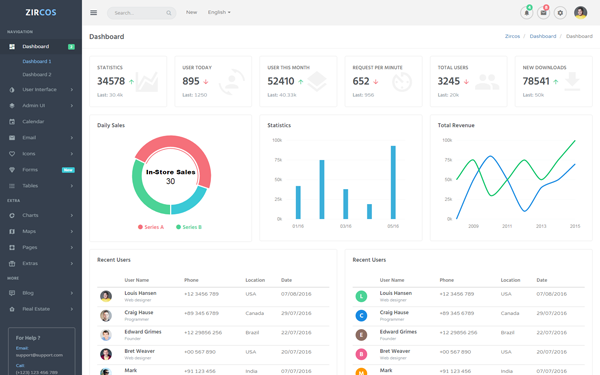 ZIRCOS
Search...
New
English
Dashboard
Zircos / Dashboard / Dashboard
NAVIGATION
Dashboard
Dashboard 1
Dashboard 2
User Interface
Admin UI
Calendar
Email
Icons
Forms New
Tables
EXTRA
Charts
Maps
Pages
Extras
MORE
Blog
Real Estate
For Help ?
Email:
support@support.com
Call:
(+123) 123 456 789
STATISTICS
34578
Last: 30.4k
USER TODAY
895
Last: 1250
USER THIS MONTH
52410
Last: 40.33k
REQUEST PER MINUTE
652
Last: 956
TOTAL USERS
3245
Last: 20k
NEW DOWNLOADS
78541
Last: 50k
Daily Sales
In-Store Sales
30
Series A Series B
Statistics
100k
75k
50k
25k
0k
01/16 03/16 05/16
Total Revenue
100k
75k
50k
25k
0k
2009 2011 2013 2015
Recent Users
User Name Phone Location Date
Louis Hansen +12 3456 789 USA 07/08/2016
Web designer
Craig Hause +89 345 6789 Canada 29/07/2016
Programmer
Edward Grimes +12 29856 256 Brazil 22/07/2016
Founder
Bret Weaver +00 567 890 USA 20/07/2016
Web designer
Mark +91 123 456 India 07/07/2016
Recent Users
User Name Phone Location Date
L Louis Hansen +12 3456 789 USA 07/08/2016
Web designer
C Craig Hause +89 345 6789 Canada 29/07/2016
Programmer
E Edward Grimes +12 29856 256 Brazil 22/07/2016
Founder
B Bret Weaver +00 567 890 USA 20/07/2016
Web designer
Mark +91 123 456 India 07/07/2016